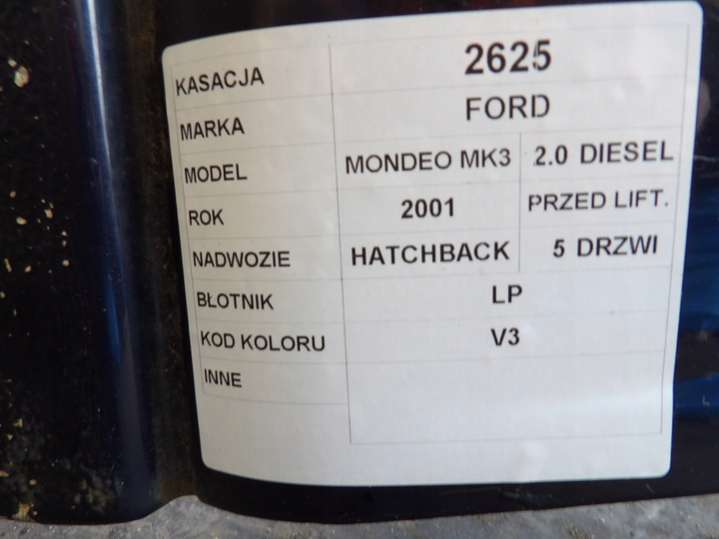 KASACJA 2625
MARKA FORD
MODEL MONDEO MK3 2.0 DIESEL
ROK 2001 PRZED LIFT.
NADWOZIE HATCHBACK 5 DRZWI
BŁOTNIK LP
KOD KOLORU V3
INNE